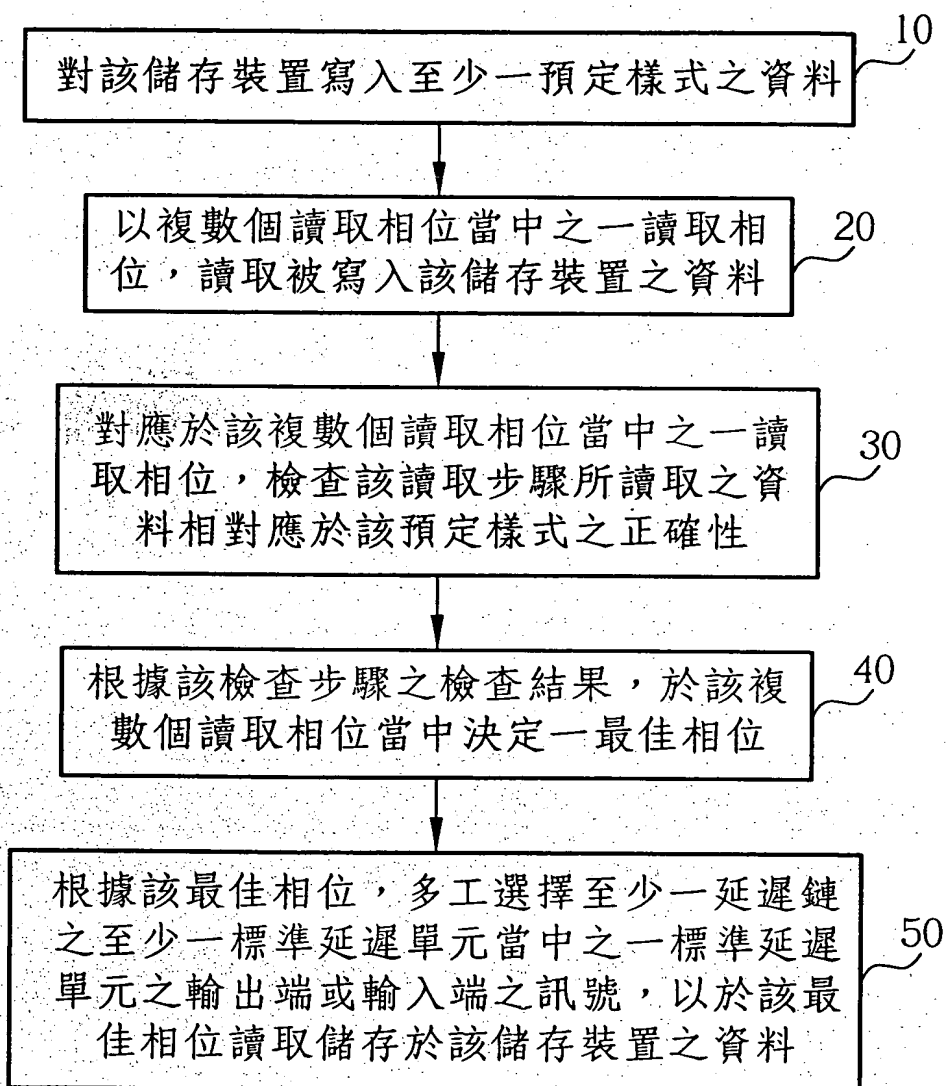 10
對該儲存裝置寫入至少一預定樣式之資料
以複數個讀取相位當中之一讀取相
位，讀取被寫入該儲存裝置之資料
20
對應於該複數個讀取相位當中之一讀
取相位，檢查該讀取步驟所讀取之資
料相對應於該預定樣式之正確性
30
根據該檢查步驟之檢查結果，於該複
數個讀取相位當中決定一最佳相位
40
根據該最佳相位，多工選擇至少一延遲鏈
之至少一標準延遲單元當中之一標準延遲
單元之輸出端或輸入端之訊號，以於該最
佳相位讀取儲存於該儲存裝置之資料
50